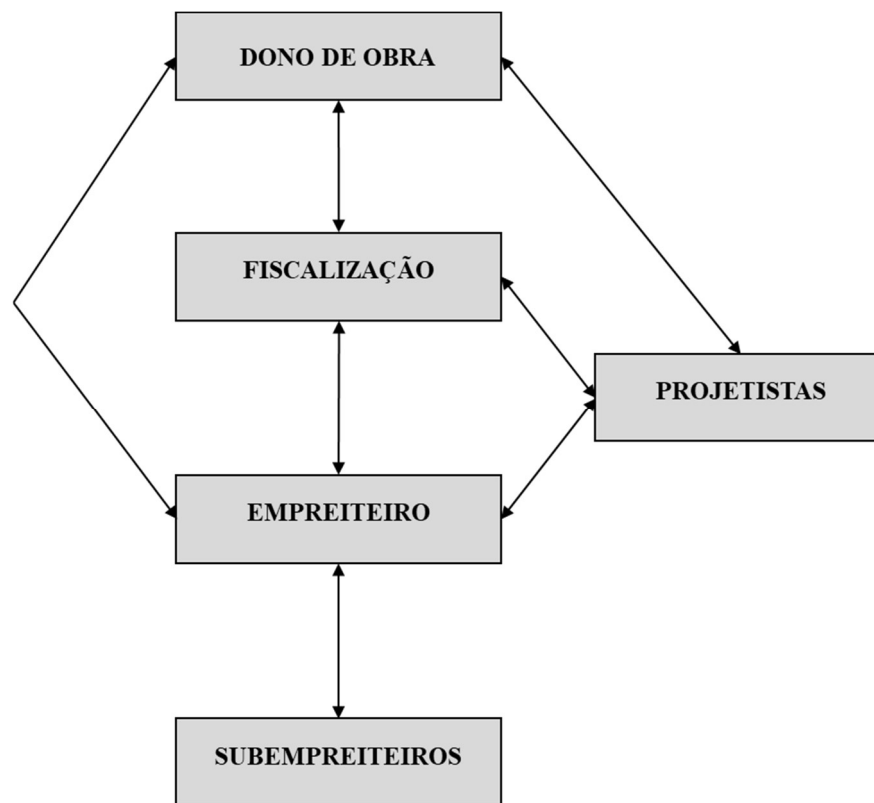 DONO DE OBRA
FISCALIZAÇÃO
PROJETISTAS
EMPREITEIRO
SUBEMPREITEIROS